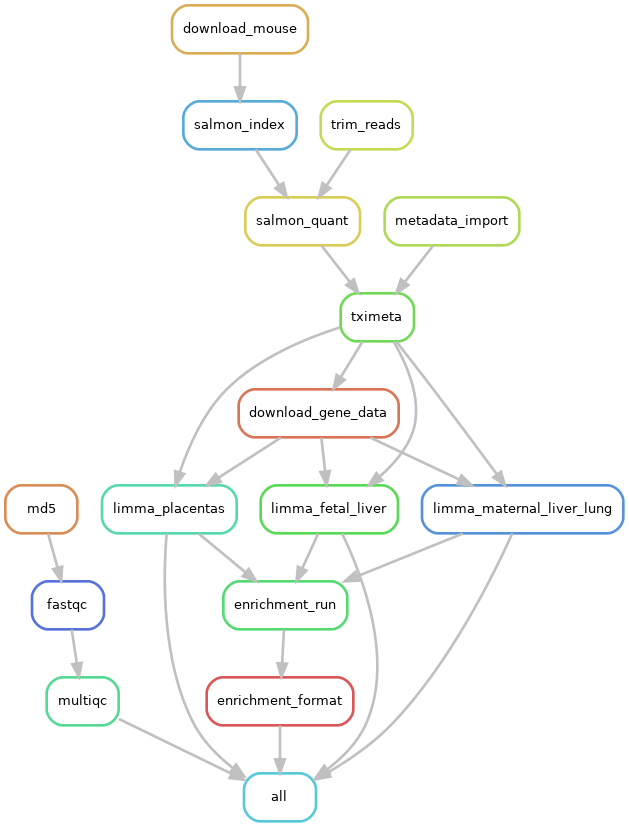 download_mouse
salmon_index
trim_reads
salmon_quant
metadata_import
tximeta
download_gene_data
md5
limma_placentas
limma_fetal_liver
limma_maternal_liver_lung
fastqc
enrichment_run
multiqc
enrichment_format
all